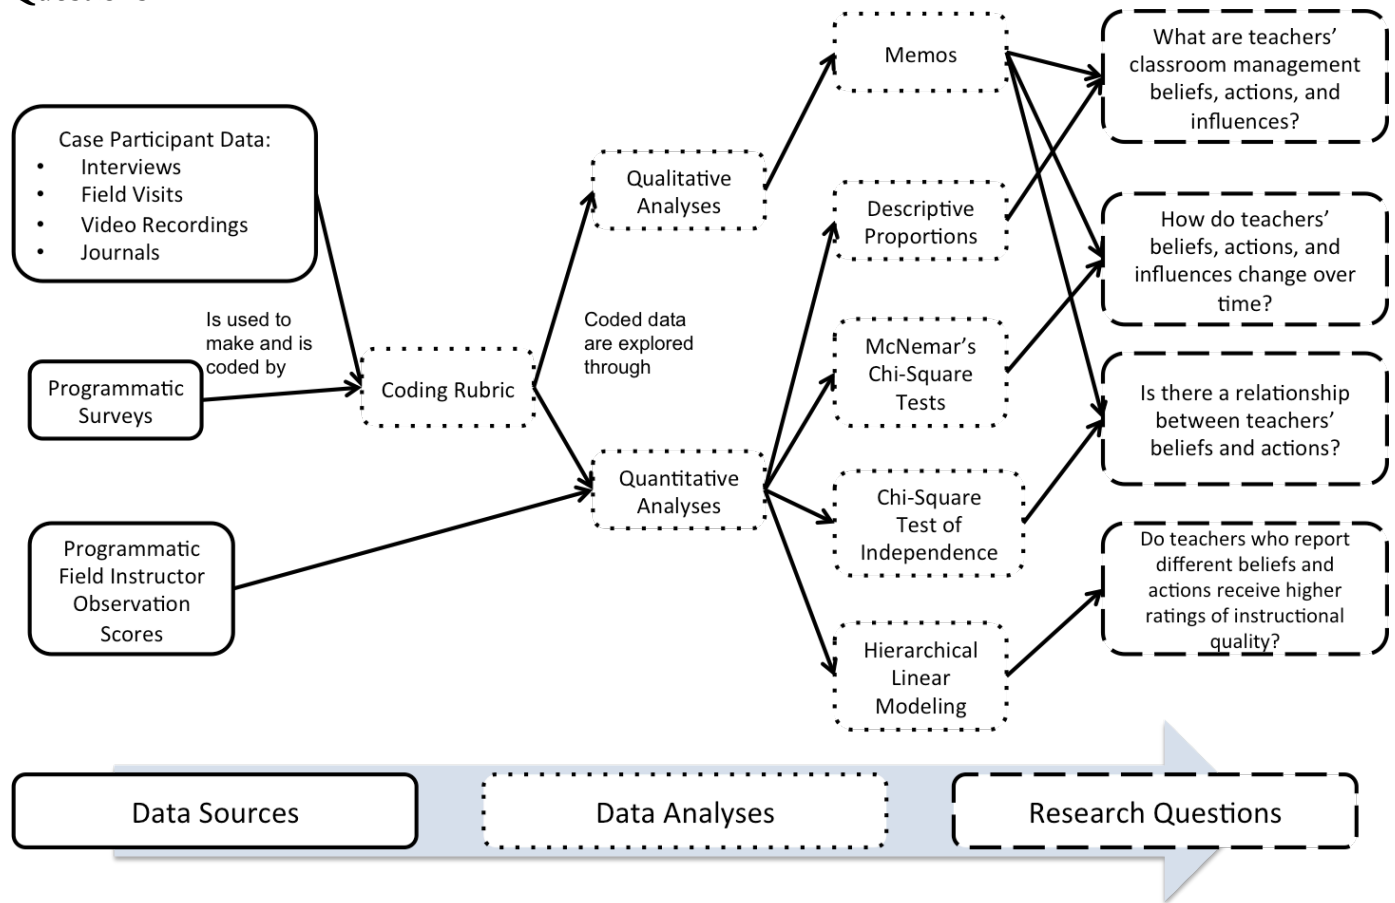 Memos
What are teachers'
classroom management
beliefs, actions, and
influences?
Case Participant Data:
• Interviews
• Field Visits
• Video Recordings
• Journals
Qualitative
Analyses
Descriptive
Proportions
How do teachers'
beliefs, actions, and
influences change over
time?
Is used to
make and is
coded by
Coded data
are explored
through
McNemar's
Chi-Square
Tests
Programmatic
Surveys
Coding Rubric
Is there a relationship
between teachers'
beliefs and actions?
Quantitative
Analyses
Chi-Square
Test of
Independence
Programmatic
Field Instructor
Observation
Scores
Do teachers who report
different beliefs and
actions receive higher
ratings of instructional
quality?
Hierarchical
Linear
Modeling
Data Sources
Data Analyses
Research Questions